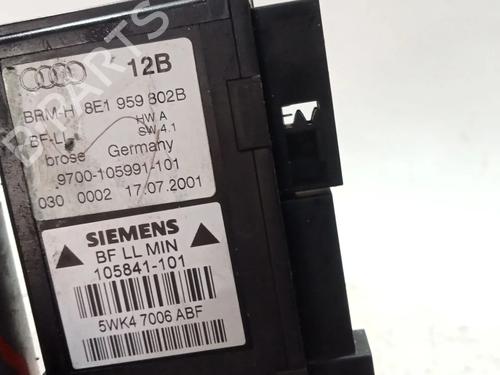 12B
BRM-H 8E1 959 802B
BF-LL HW A
SW 4.1
brose Germany
9700-105991-101
030 0002 17.07.2001
SIEMENS
BF LL MIN
105841-101
5WK4 7006 ABF